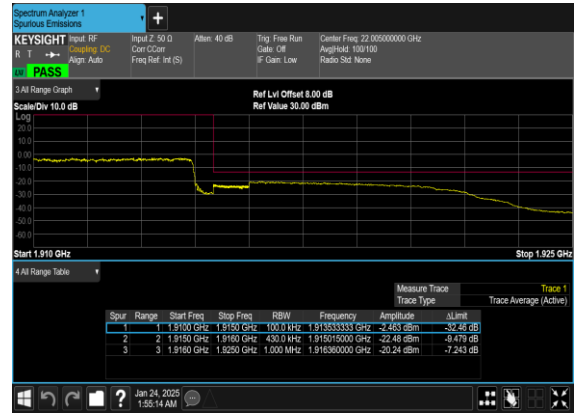 Spectrum Analyzer 1
Spurious Emissions
KEYSIGHT Input: RF Input Z: 50 Ω Atten: 40 dB Trig: Free Run Center Freq: 22.005000000 GHz
R T Coupling: DC Corr CCorr Gate: Off Avg|Hold: 100/100
Align: Auto Freq Ref: Int (S) IF Gain: Low Radio Std: None
PASS
3 All Range Graph
Ref Lvl Offset 8.00 dB
Scale/Div 10.0 dB Ref Value 30.00 dBm
Log
20.0
10.0
0.00
-10.0
-20.0
-30.0
-40.0
-50.0
-60.0
Start 1.910 GHz Stop 1.925 GHz
4 All Range Table
Measure Trace Trace 1
Trace Type Trace Average (Active)
Spur Range Start Freq Stop Freq RBW Frequency Amplitude ΔLimit
1 1 1.9100 GHz 1.9150 GHz 100.0 kHz 1.913533333 GHz -2.463 dBm -32.46 dB
2 2 1.9150 GHz 1.9160 GHz 430.0 kHz 1.915015000 GHz -22.48 dBm -9.479 dB
3 3 1.9160 GHz 1.9250 GHz 1.000 MHz 1.916360000 GHz -20.24 dBm -7.243 dB
? Jan 24, 2025
1:55:14 AM